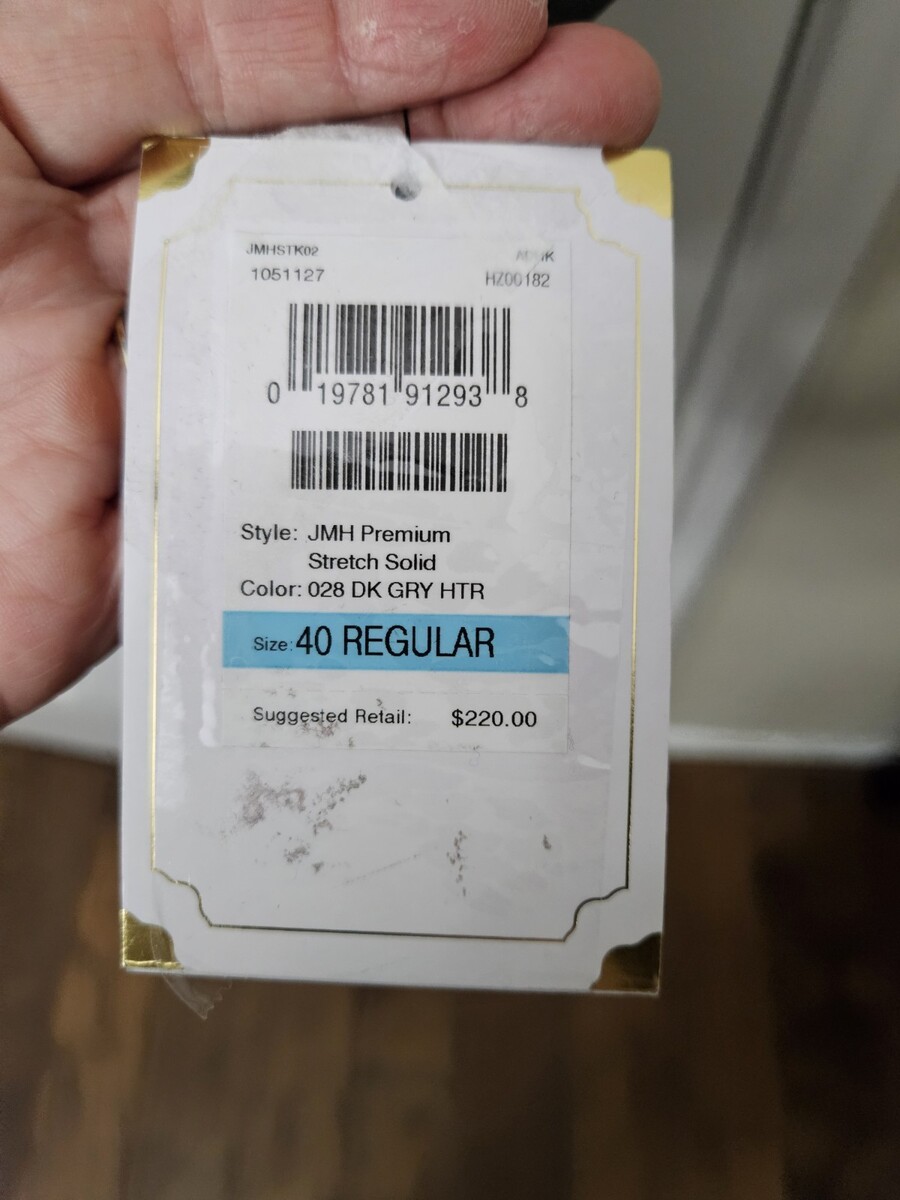 JMHSTK02
1051127 HZ00182
0 19781 91293 8
Style: JMH Premium
Stretch Solid
Color: 028 DK GRY HTR
Size: 40 REGULAR
Suggested Retail: $220.00